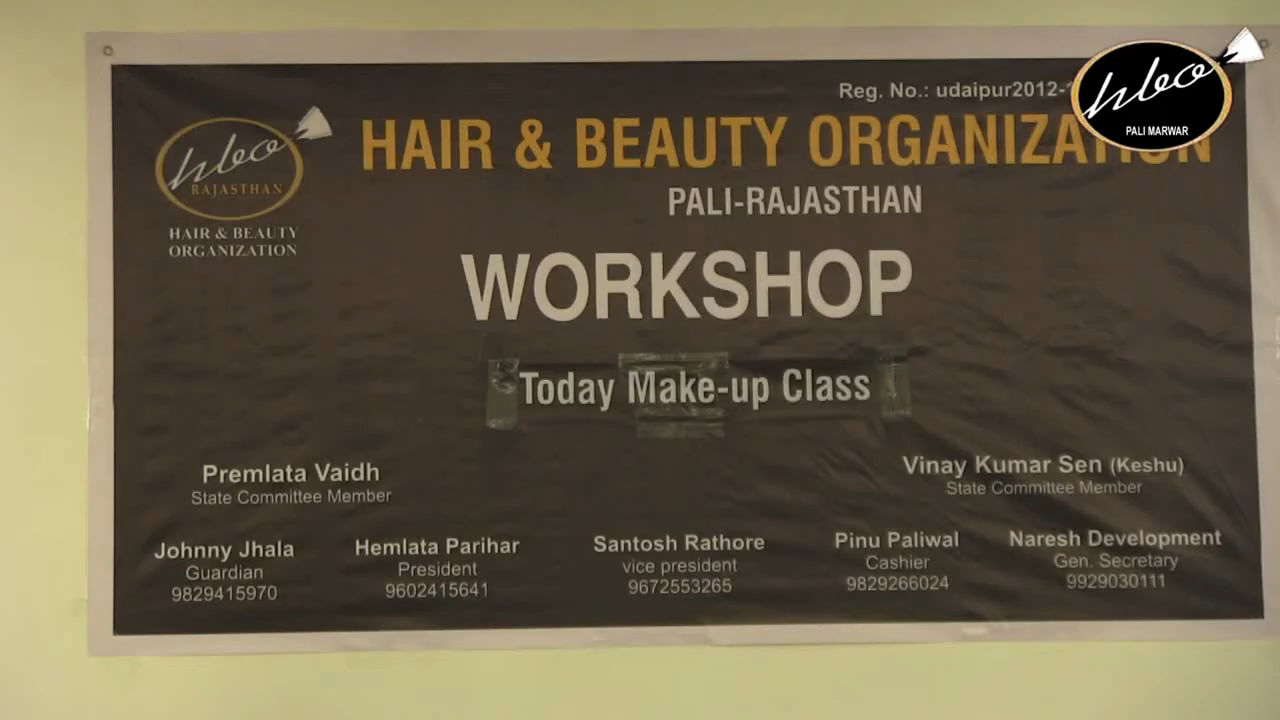 Reg. No.: udaipur2012-
hbo
PALI MARWAR
hbo
RAJASTHAN
HAIR & BEAUTY
ORGANIZATION
HAIR & BEAUTY ORGANIZATION
PALI-RAJASTHAN
WORKSHOP
Today Make-up Class
Premlata Vaidh
State Committee Member
Vinay Kumar Sen (Keshu)
State Committee Member
Johnny Jhala
Guardian
9829415970
Hemlata Parihar
President
9602415641
Santosh Rathore
vice president
9672553265
Pinu Paliwal
Cashier
9829266024
Naresh Development
Gen. Secretary
9929030111